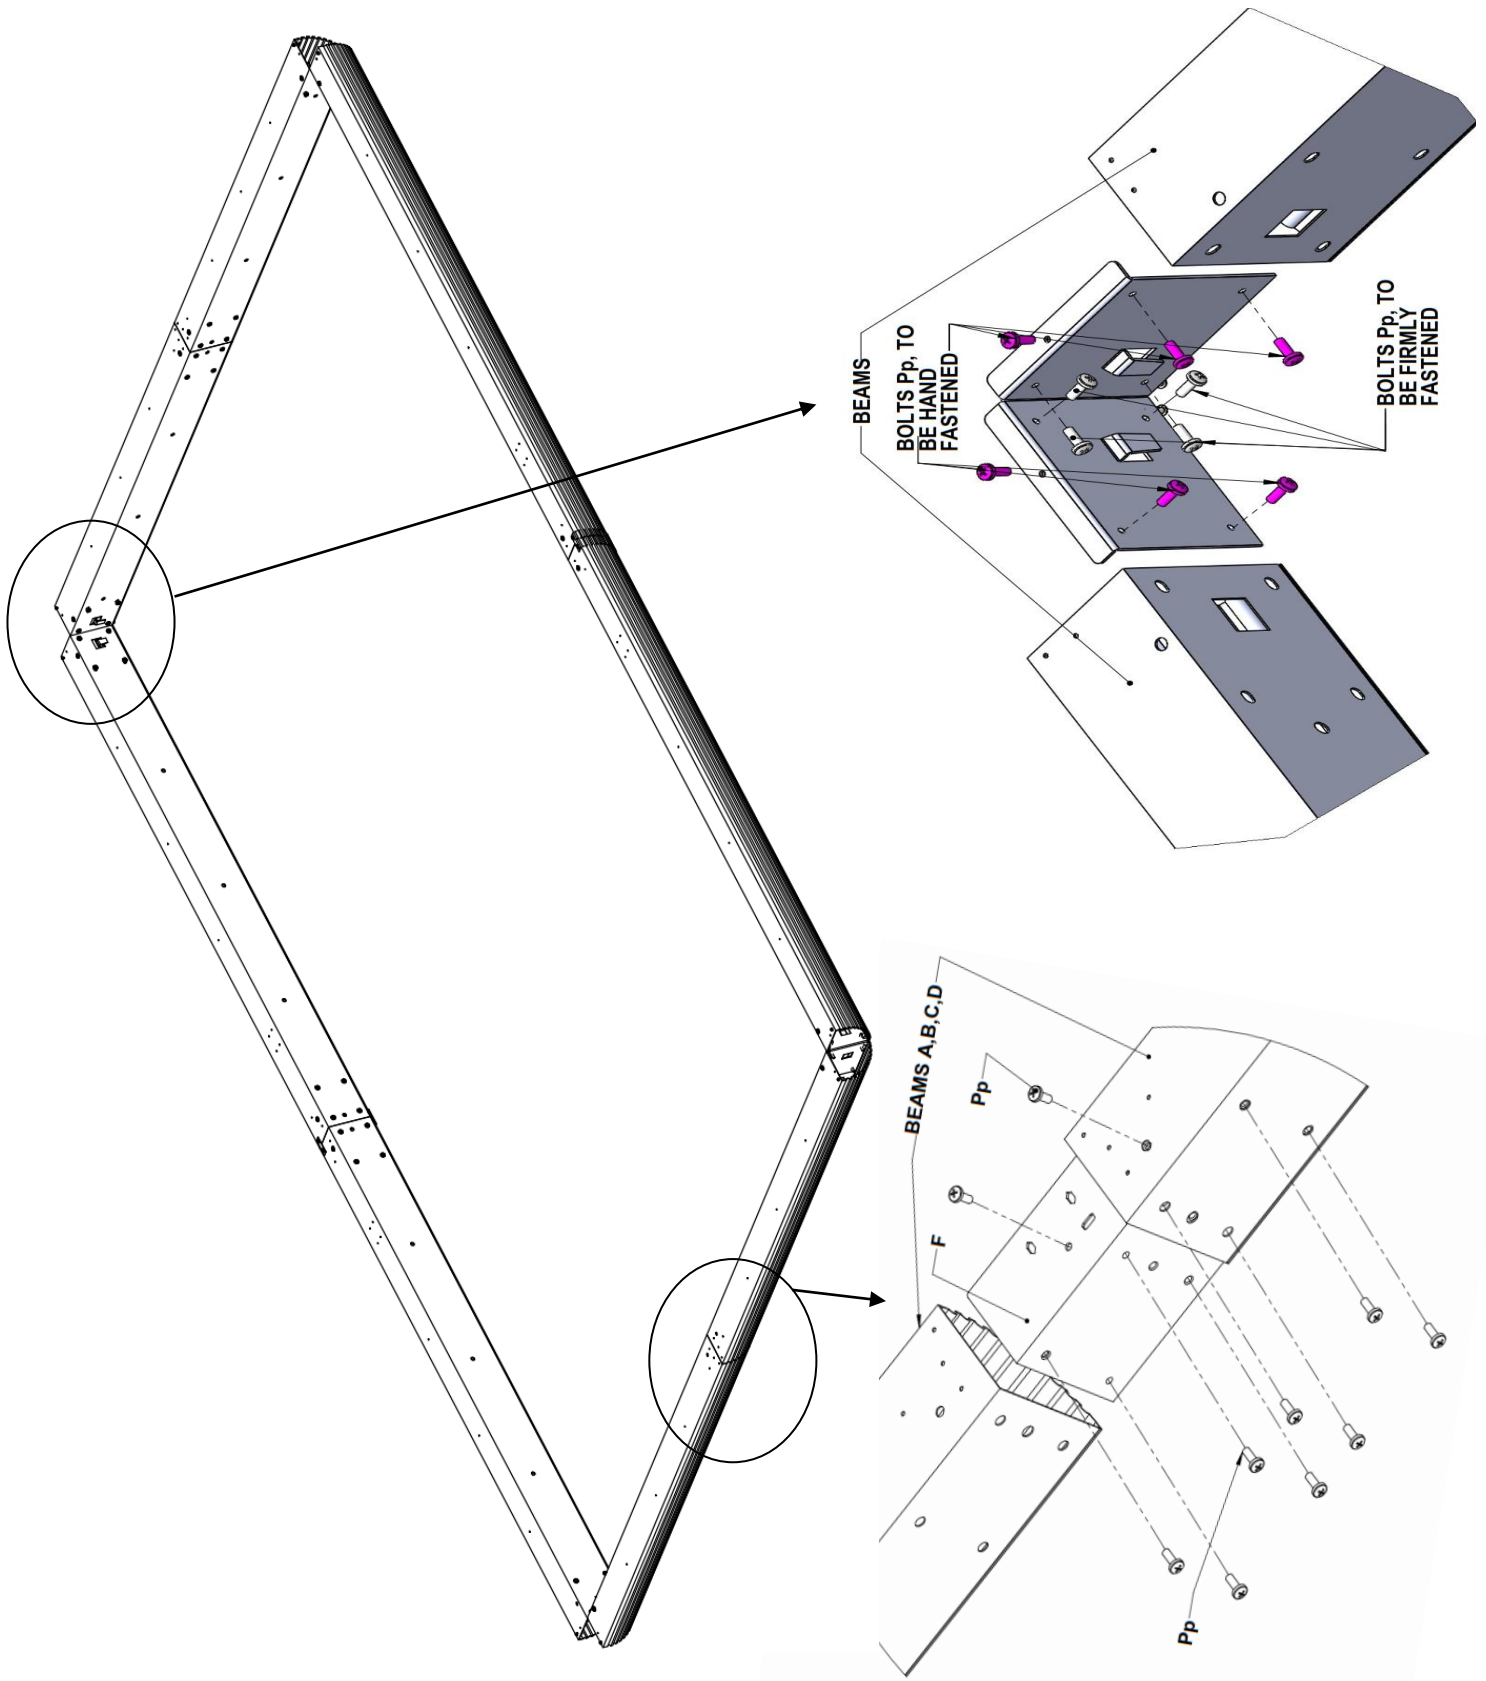 BEAMS
BOLTS Pp, TO
BE HAND
FASTENED
BOLTS Pp, TO
BE FIRMLY
FASTENED
BEAMS A,B,C,D
Pp
F
Pp